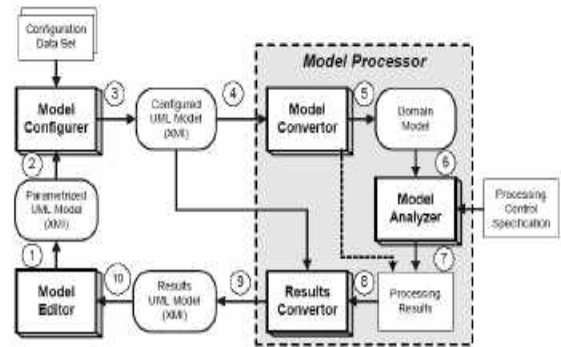 Configuration
Data Set
Model Processor
3
4
5
Model
Configurer
Configured
UML Model
(XMI)
Model
Convertor
Domain
Model
2
6
Parametrized
UML Model
(XMI)
Model
Analyzer
Processing
Control
Specification
1
7
10
9
8
Model
Editor
Results
UML Model
(XMI)
Results
Convertor
Processing
Results